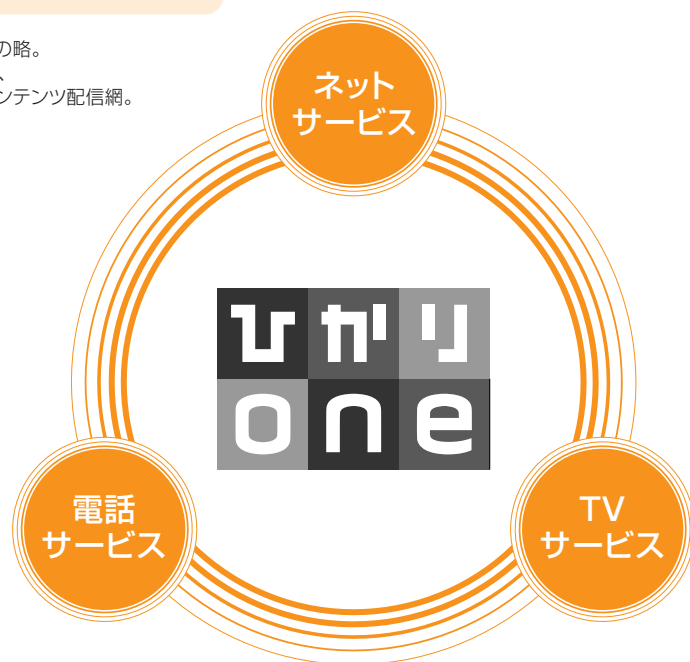 の略。
、
ンテンツ配信網。
ネット
サービス
ひかり
one
電話
サービス
TV
サービス